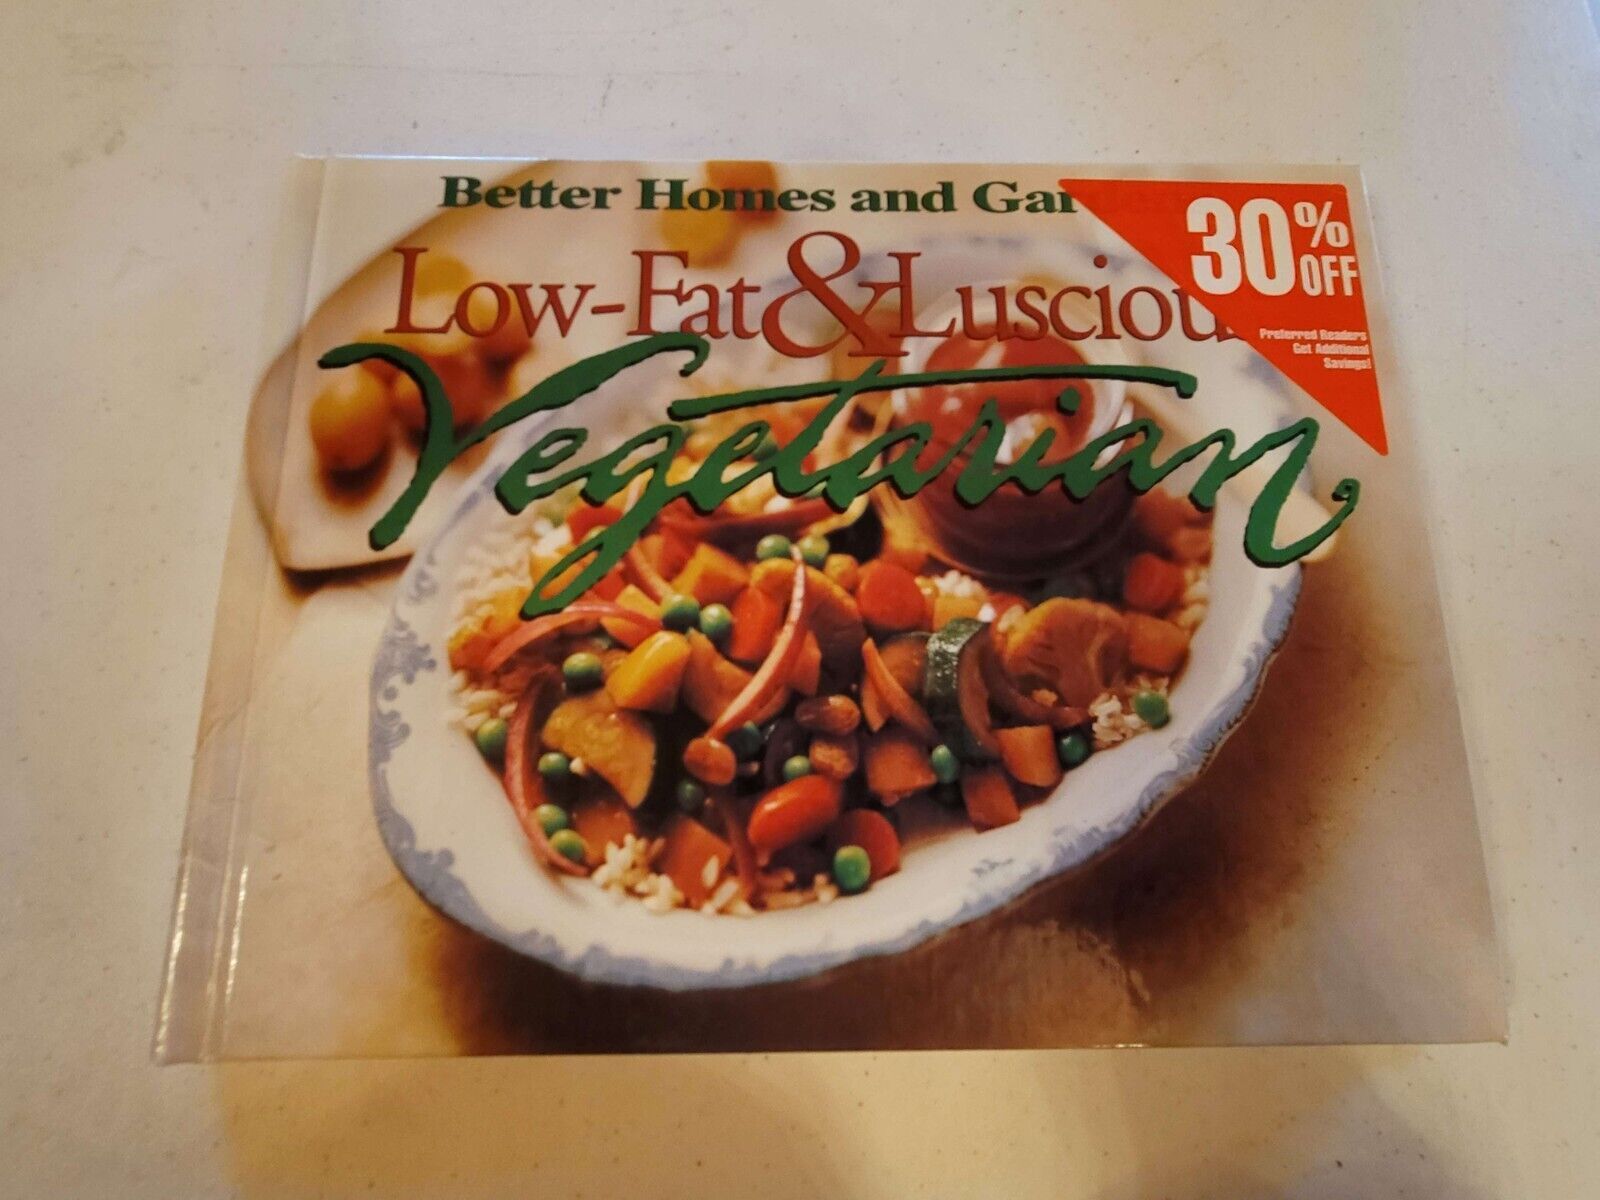 Better Homes and Gar
Low-Fat & Lusciou
Vegetarian
30% OFF
Preferred Readers
Get Additional
Savings!